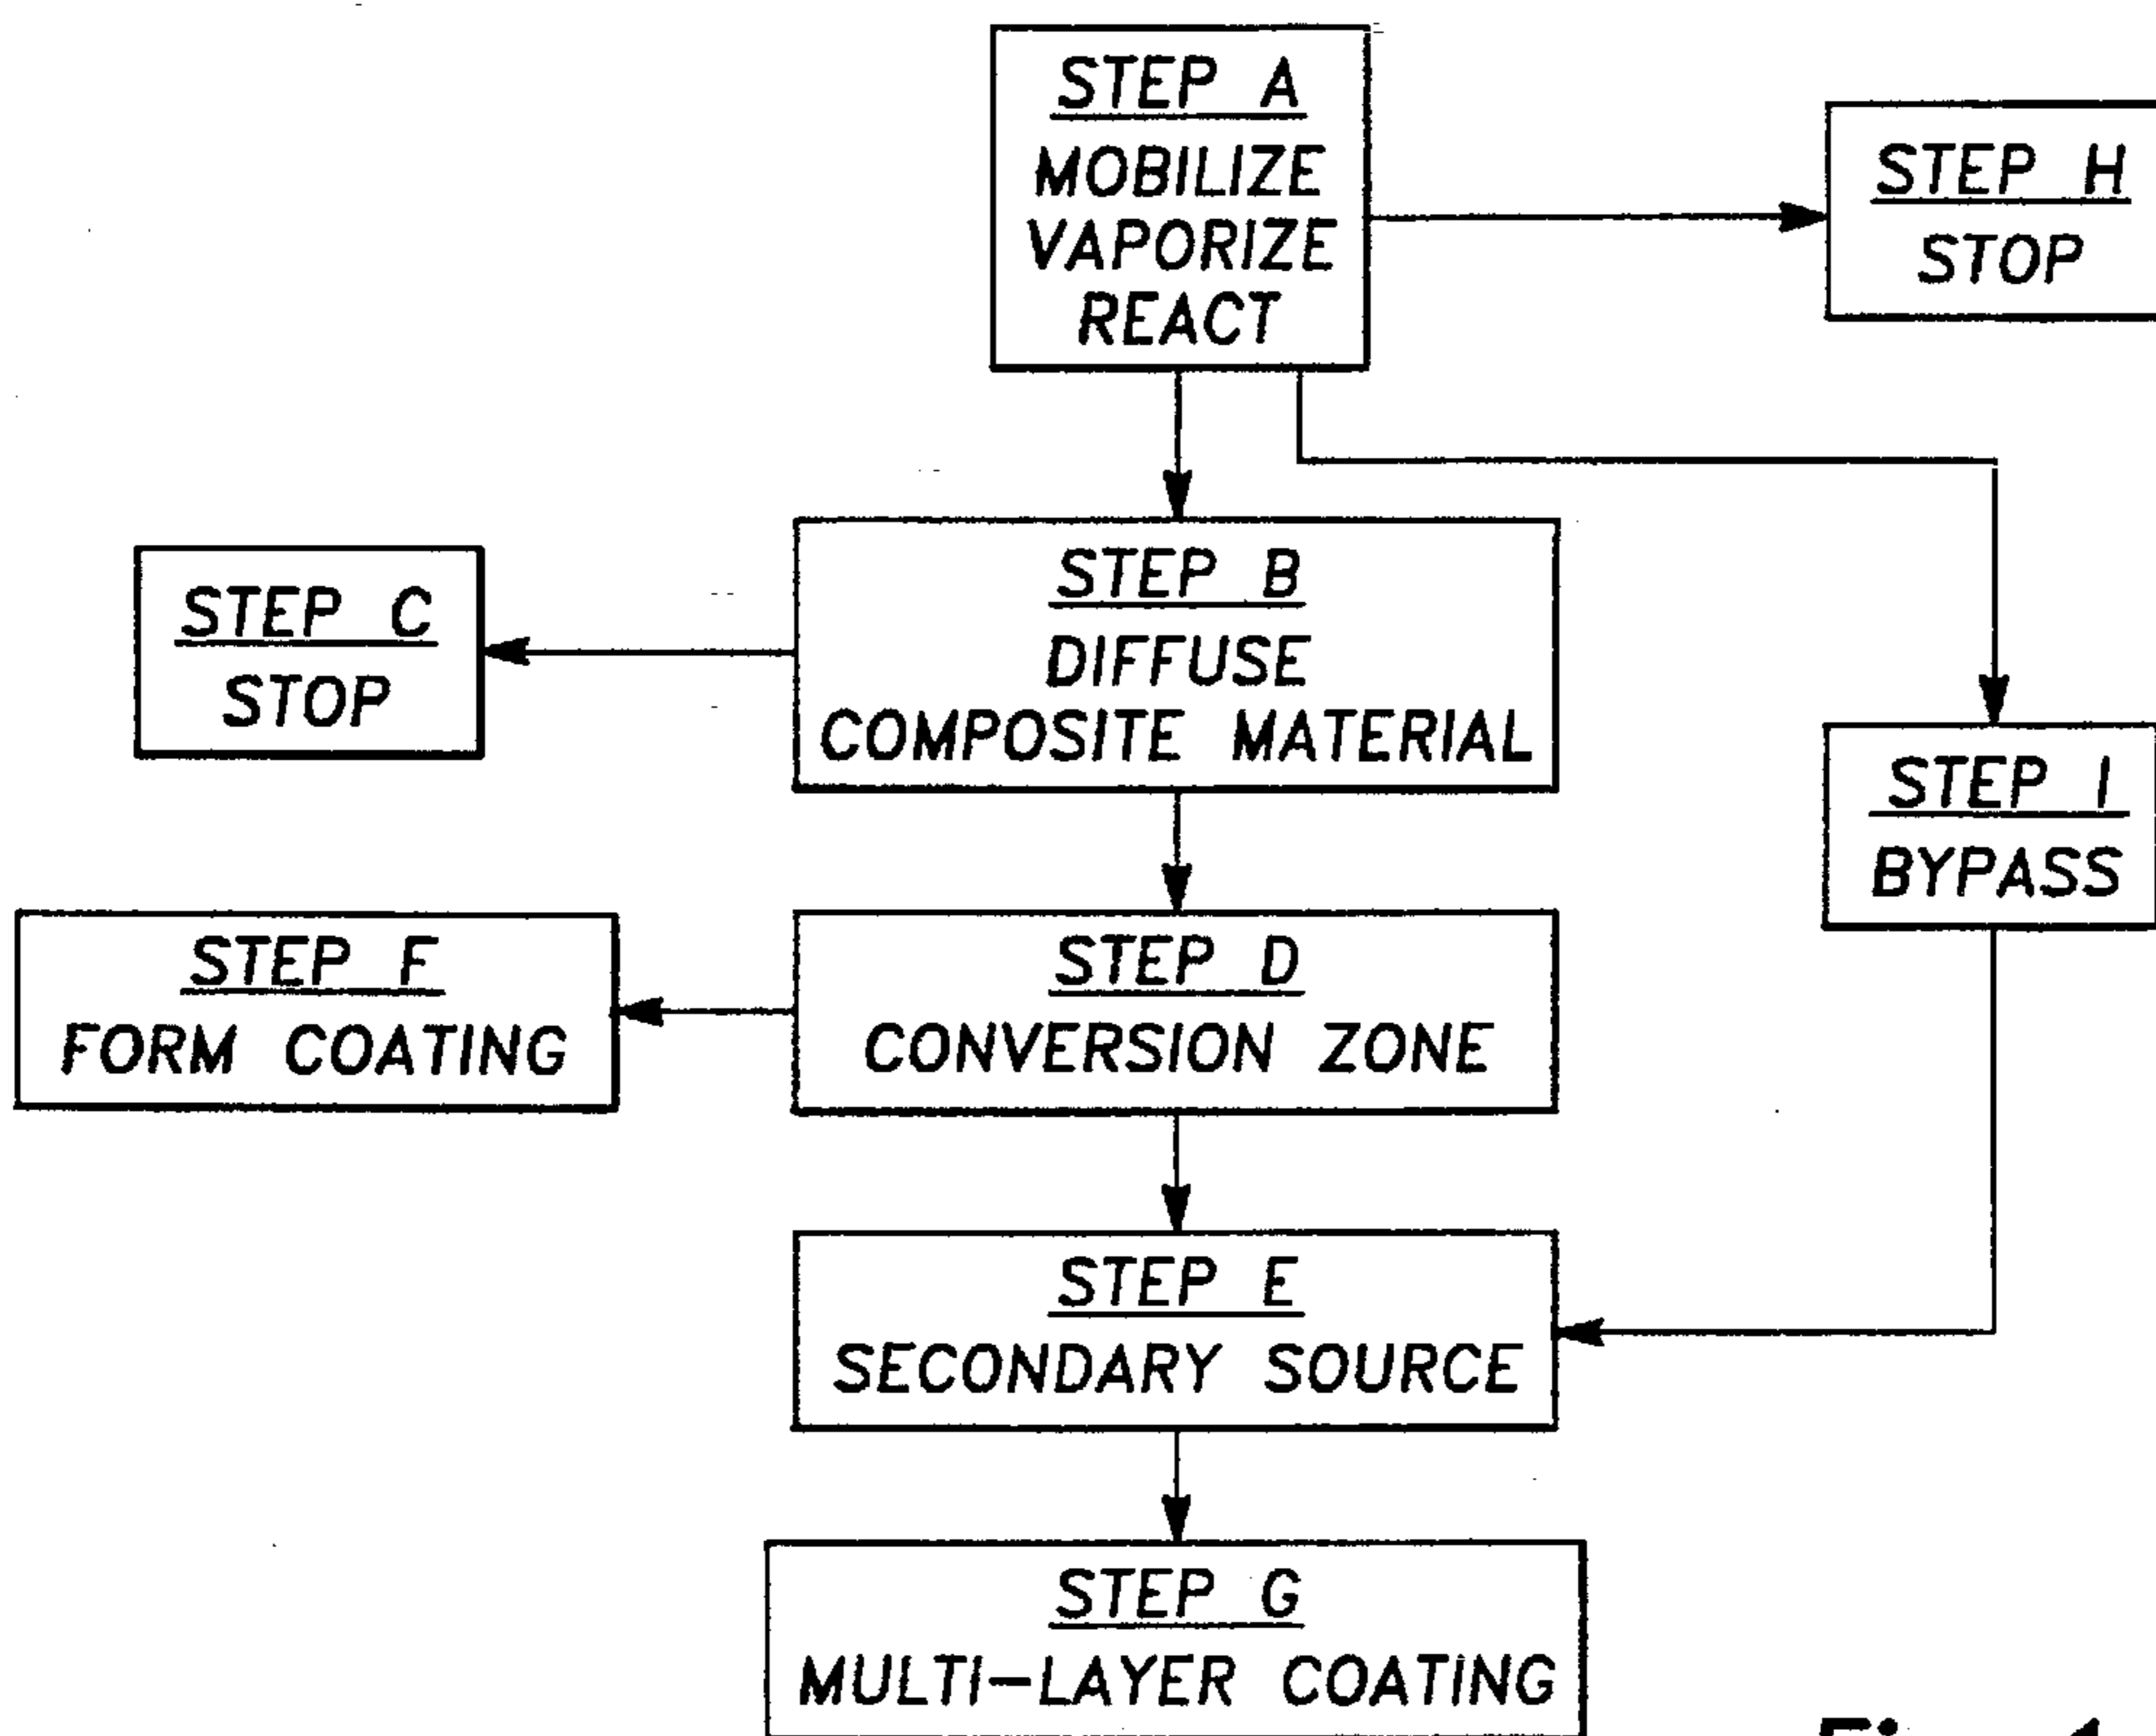 STEP A
MOBILIZE
VAPORIZE
REACT
STEP H
STOP
STEP B
DIFFUSE
COMPOSITE MATERIAL
STEP C
STOP
STEP I
BYPASS
STEP D
CONVERSION ZONE
STEP F
FORM COATING
STEP E
SECONDARY SOURCE
STEP G
MULTI-LAYER COATING